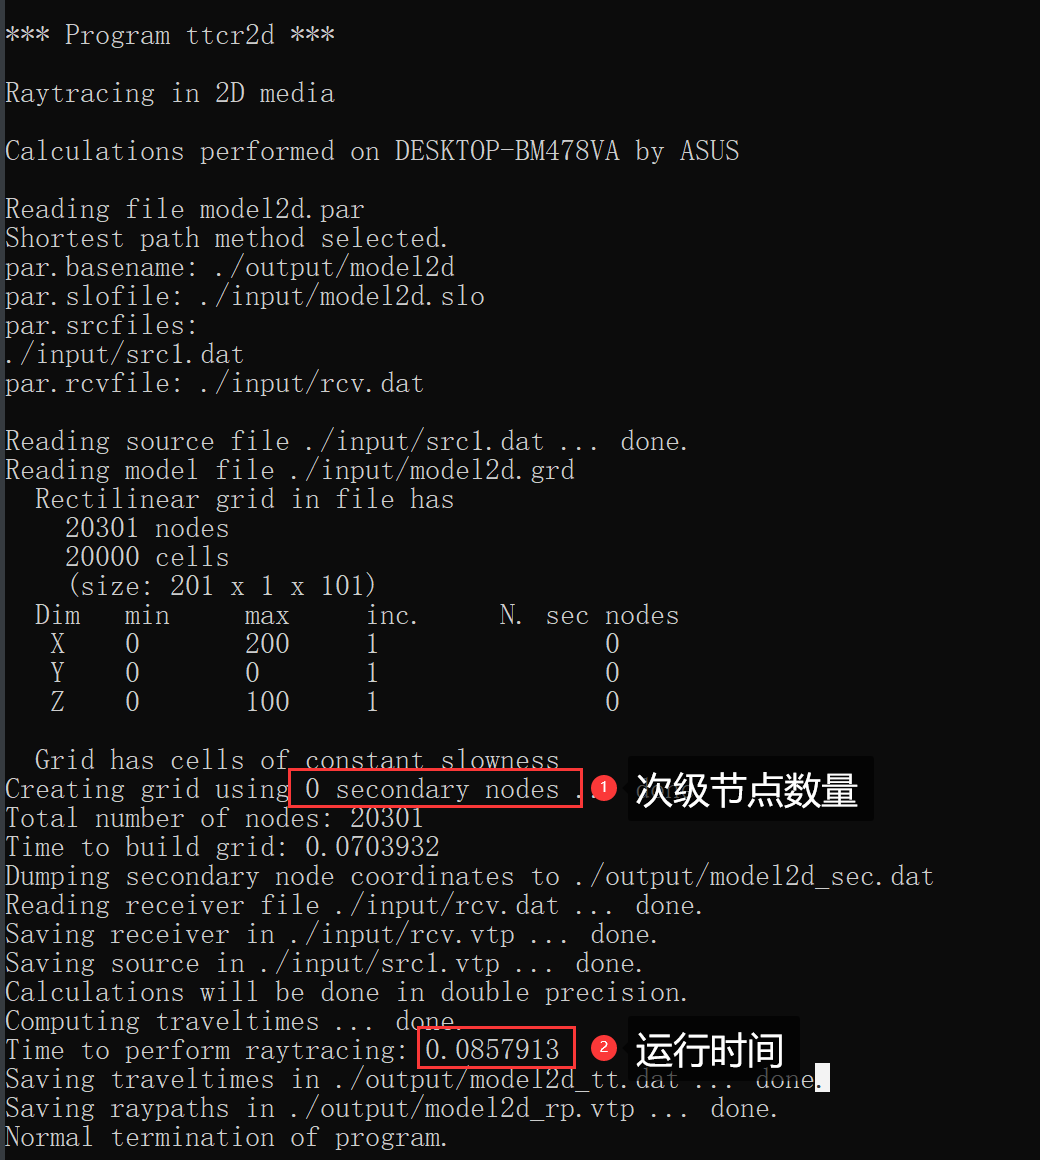 *** Program ttcr2d ***
Raytracing in 2D media
Calculations performed on DESKTOP-BM478VA by ASUS
Reading file model2d.par
Shortest path method selected.
par.basename: ./output/model2d
par.slofile: ./input/model2d.slo
par.srcfiles:
./input/src1.dat
par.rcvfile: ./input/rcv.dat
Reading source file ./input/src1.dat ... done.
Reading model file ./input/model2d.grd
Rectilinear grid in file has
20301 nodes
20000 cells
(size: 201 x 1 x 101)
Dim min max inc. N. sec nodes
X 0 200 1 0
Y 0 0 1 0
Z 0 100 1 0
Grid has cells of constant slowness
Creating grid using 0 secondary nodes ... 1 次级节点数量
Total number of nodes: 20301
Time to build grid: 0.0703932
Dumping secondary node coordinates to ./output/model2d_sec.dat
Reading receiver file ./input/rcv.dat ... done.
Saving receiver in ./input/rcv.vtp ... done.
Saving source in ./input/src1.vtp ... done.
Calculations will be done in double precision.
Computing traveltimes ... done.
Time to perform raytracing: 0.0857913 2 运行时间
Saving traveltimes in ./output/model2d_tt.dat ... done.
Saving raypaths in ./output/model2d_rp.vtp ... done.
Normal termination of program.